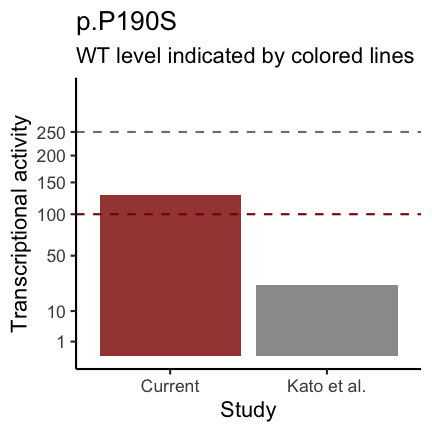 p.P190S
WT level indicated by colored lines
Transcriptional activity
250
200
150
100
50
10
1
Current
Kato et al.
Study